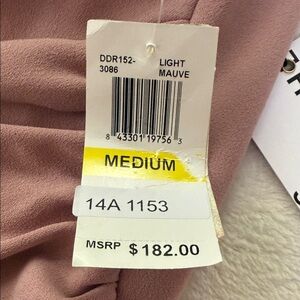 DDR152-3086 LIGHT MAUVE
8 43301 19756 3
MEDIUM
14A 1153
MSRP $182.00